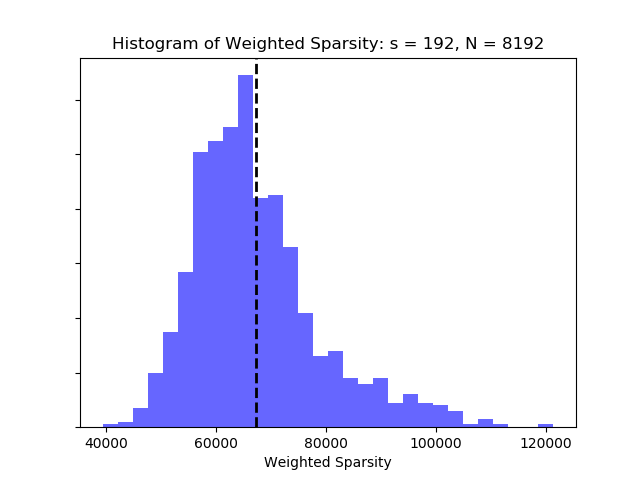 Histogram of Weighted Sparsity: s = 192, N = 8192
40000 60000 80000 100000 120000
Weighted Sparsity